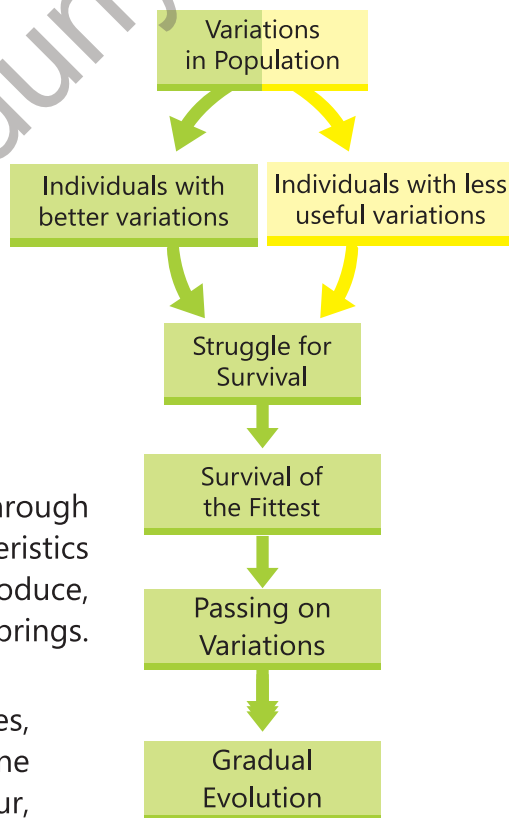 Variations
in Population
Individuals with
better variations
Individuals with less
useful variations
Struggle for
Survival
Survival of
the Fittest
Passing on
Variations
Gradual
Evolution